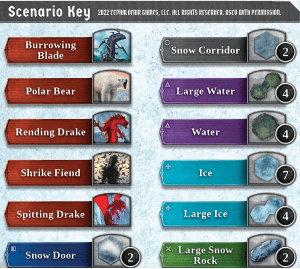 Scenario Key
2022 CEPHALOFAIR GAMES, LLC. ALL RIGHTS RESERVED. USED WITH PERMISSION.
Burrowing
Blade
Snow Corridor
2
Polar Bear
Large Water
4
Rending Drake
Water
4
Shrike Fiend
Ice
7
Spitting Drake
Large Ice
4
Snow Door
2
Large Snow
Rock
2